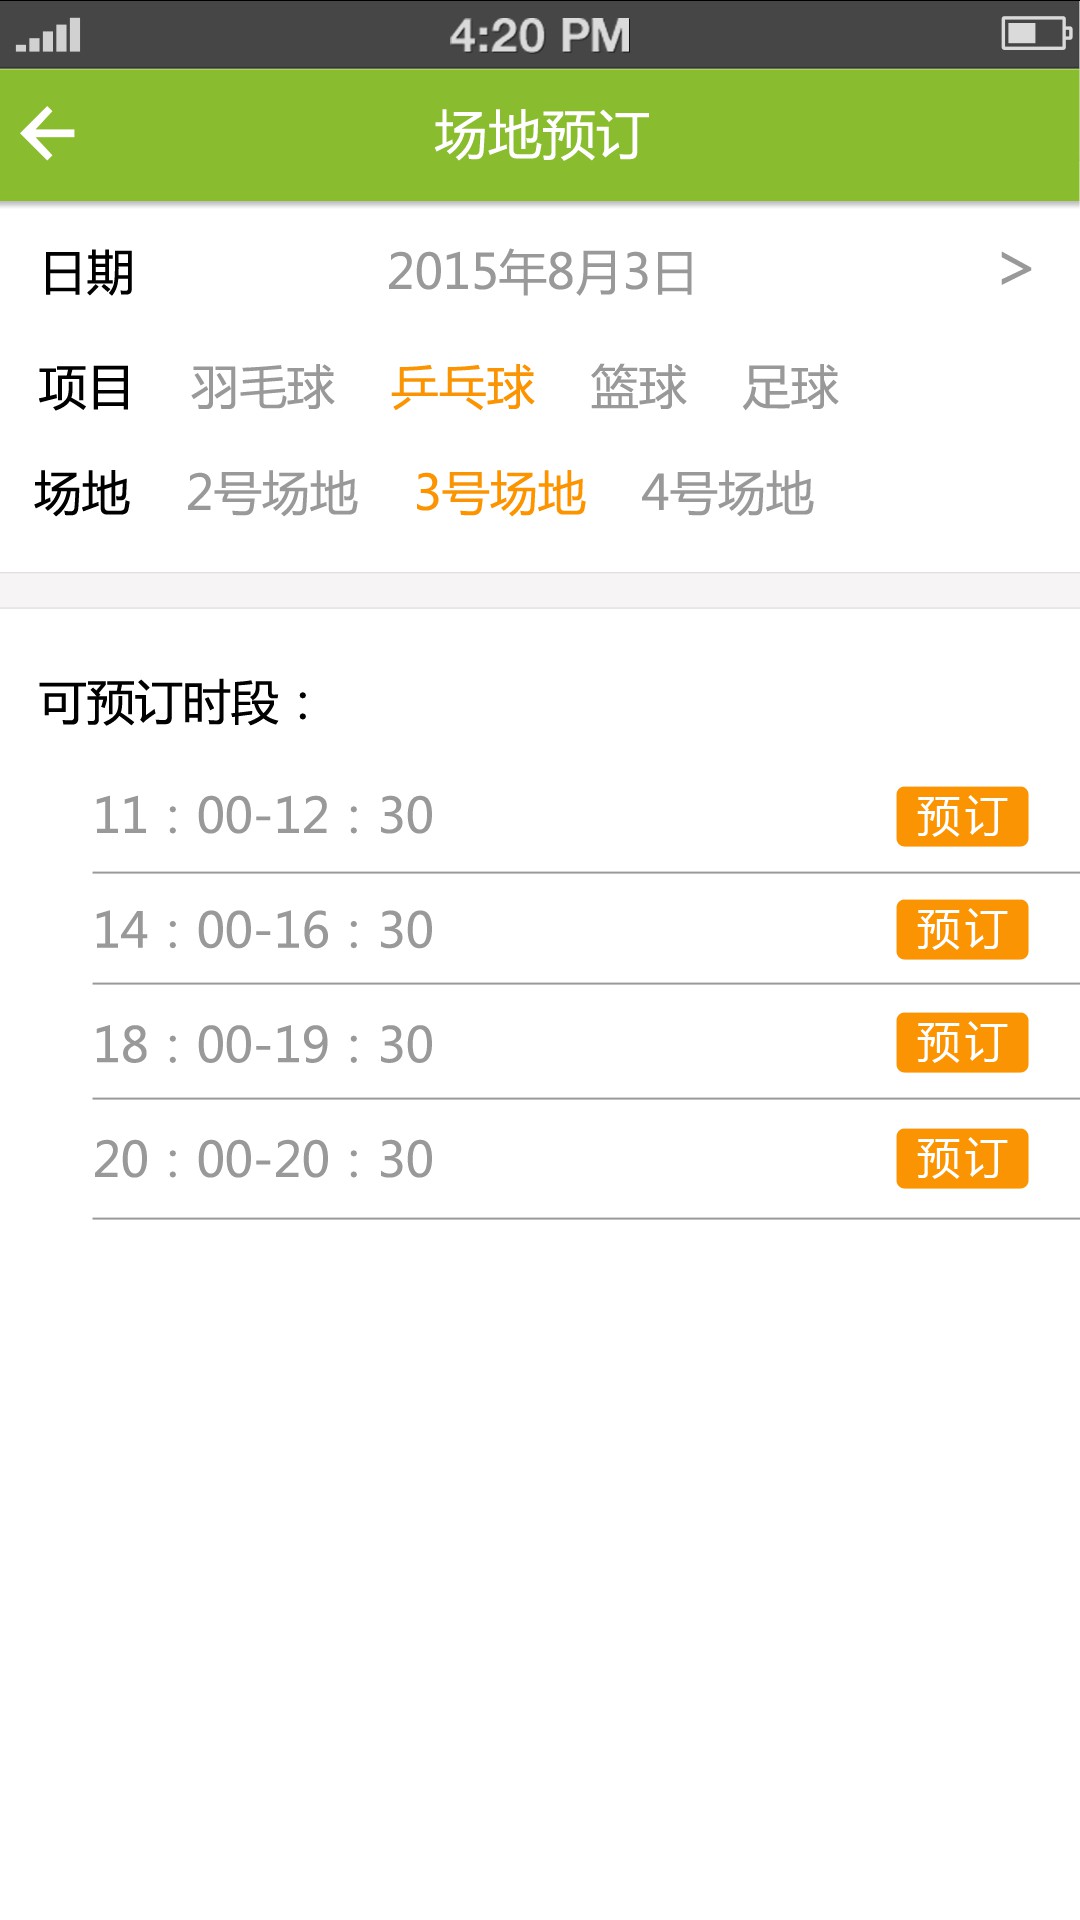 4:20 PM
场地预订
日期 2015年8月3日 >
项目 羽毛球 乒乓球 篮球 足球
场地 2号场地 3号场地 4号场地
可预订时段：
11：00-12：30 预订
14：00-16：30 预订
18：00-19：30 预订
20：00-20：30 预订